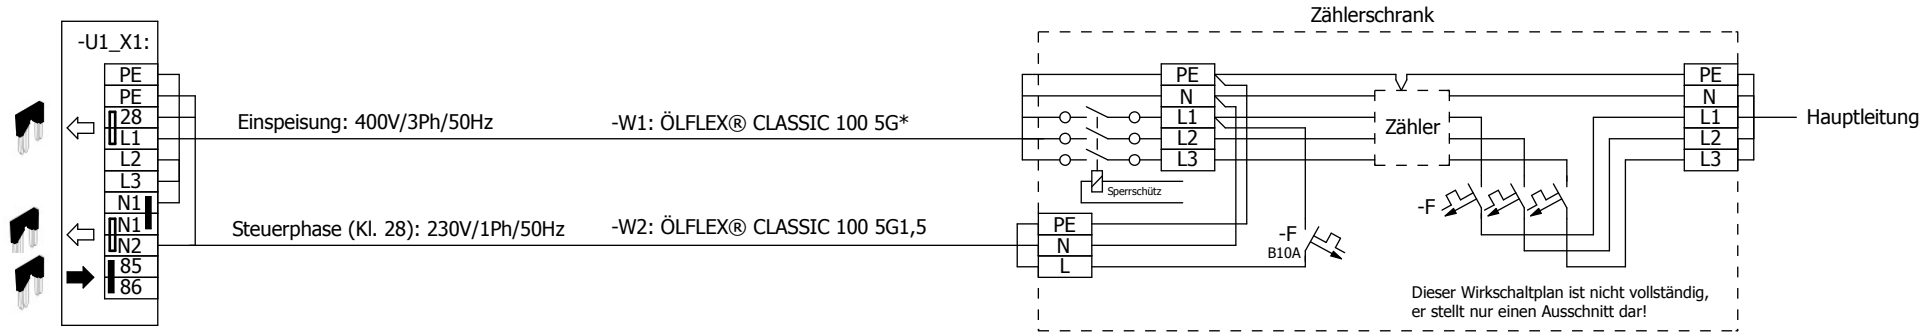 Zählerschrank
-U1_X1:
PE
PE
28
L1
L2
L3
N1
N1
N2
85
86
Einspeisung: 400V/3Ph/50Hz
-W1: ÖLFLEX® CLASSIC 100 5G*
Steuerphase (Kl. 28): 230V/1Ph/50Hz
-W2: ÖLFLEX® CLASSIC 100 5G1,5
PE
N
L1
L2
L3
Sperrschütz
PE
N
L
-F
B10A
Zähler
-F
PE
N
L1
L2
L3
Hauptleitung
Dieser Wirkschaltplan ist nicht vollständig,
er stellt nur einen Ausschnitt dar!